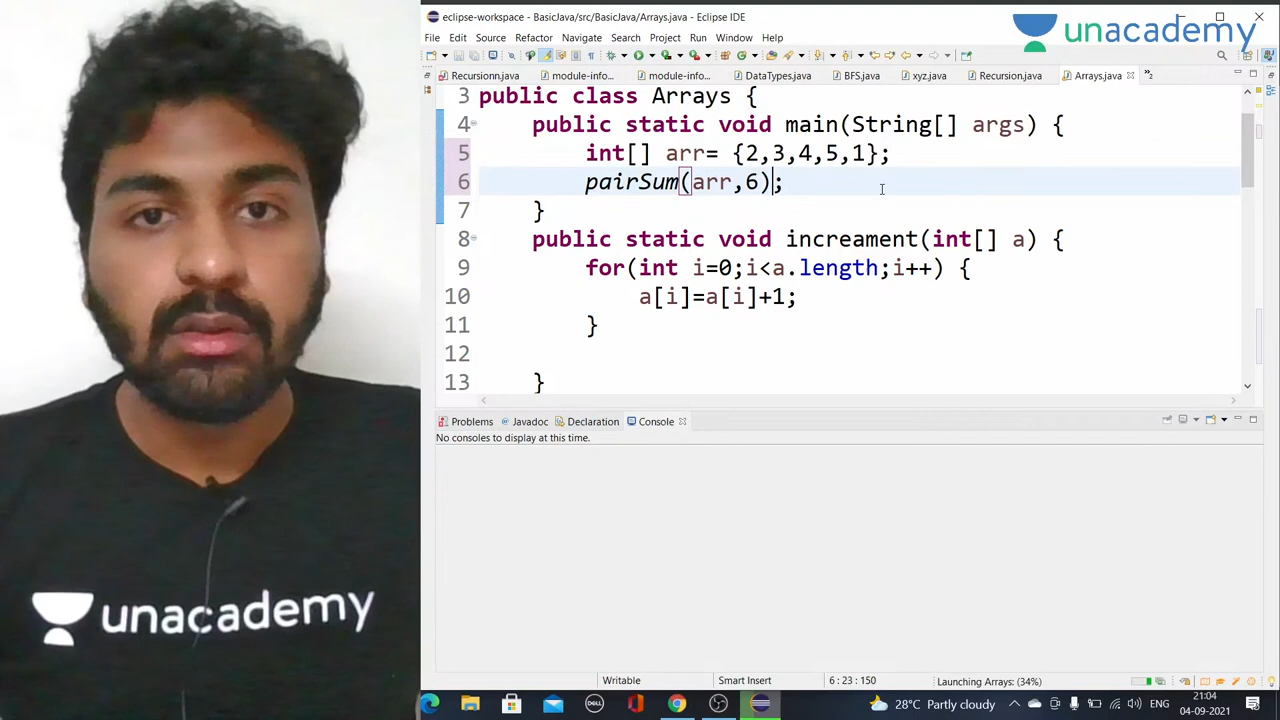 eclipse-workspace - BasicJava/src/BasicJava/Arrays.java - Eclipse IDE
unacademy
File Edit Source Refactor Navigate Search Project Run Window Help
Recursionn.java module-info... module-info... DataTypes.java BFS.java xyz.java Recursion.java Arrays.java
3 public class Arrays {
4 public static void main(String[] args) {
5 int[] arr= {2,3,4,5,1};
6 pairSum(arr,6);
7 }
8 public static void increament(int[] a) {
9 for(int i=0;i<a.length;i++) {
10 a[i]=a[i]+1;
11 }
12
13 }
Problems Javadoc Declaration Console
No consoles to display at this time.
unacademy
Writable Smart Insert 6 : 23 : 150 Launching Arrays: (34%)
DELL
28°C Partly cloudy ENG 21:04
04-09-2021